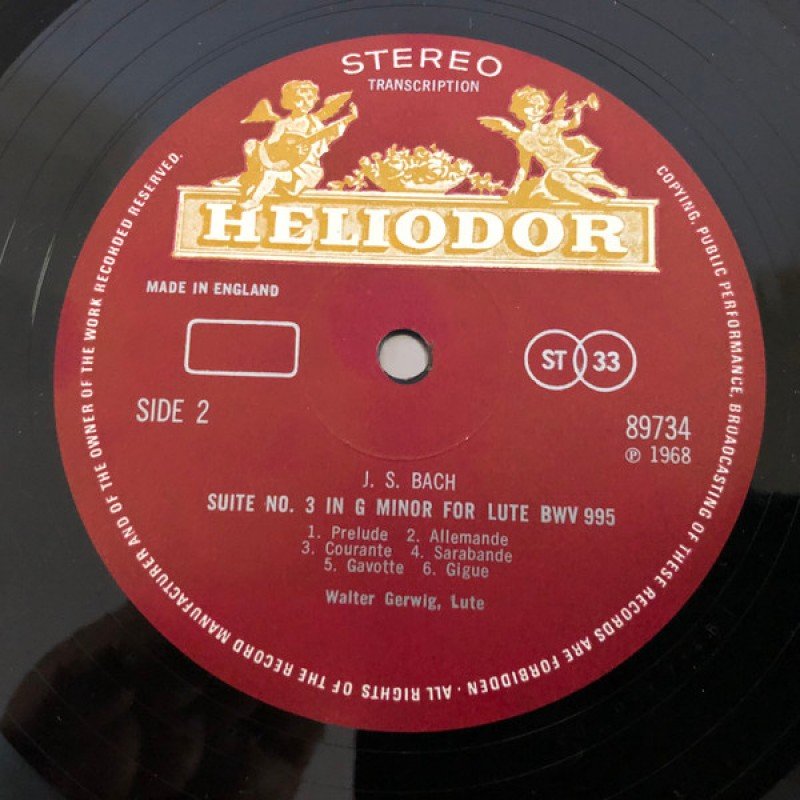 STEREO
TRANSCRIPTION
HELIODOR
MADE IN ENGLAND
ST 33
SIDE 2
89734
℗ 1968
J. S. BACH
SUITE NO. 3 IN G MINOR FOR LUTE BWV 995
1. Prelude 2. Allemande
3. Courante 4. Sarabande
5. Gavotte 6. Gigue
Walter Gerwig, Lute
COPYING, PUBLIC PERFORMANCE, BROADCASTING OF THESE RECORDS ARE FORBIDDEN · ALL RIGHTS OF THE RECORD MANUFACTURER AND OF THE OWNER OF THE WORK RECORDED RESERVED.